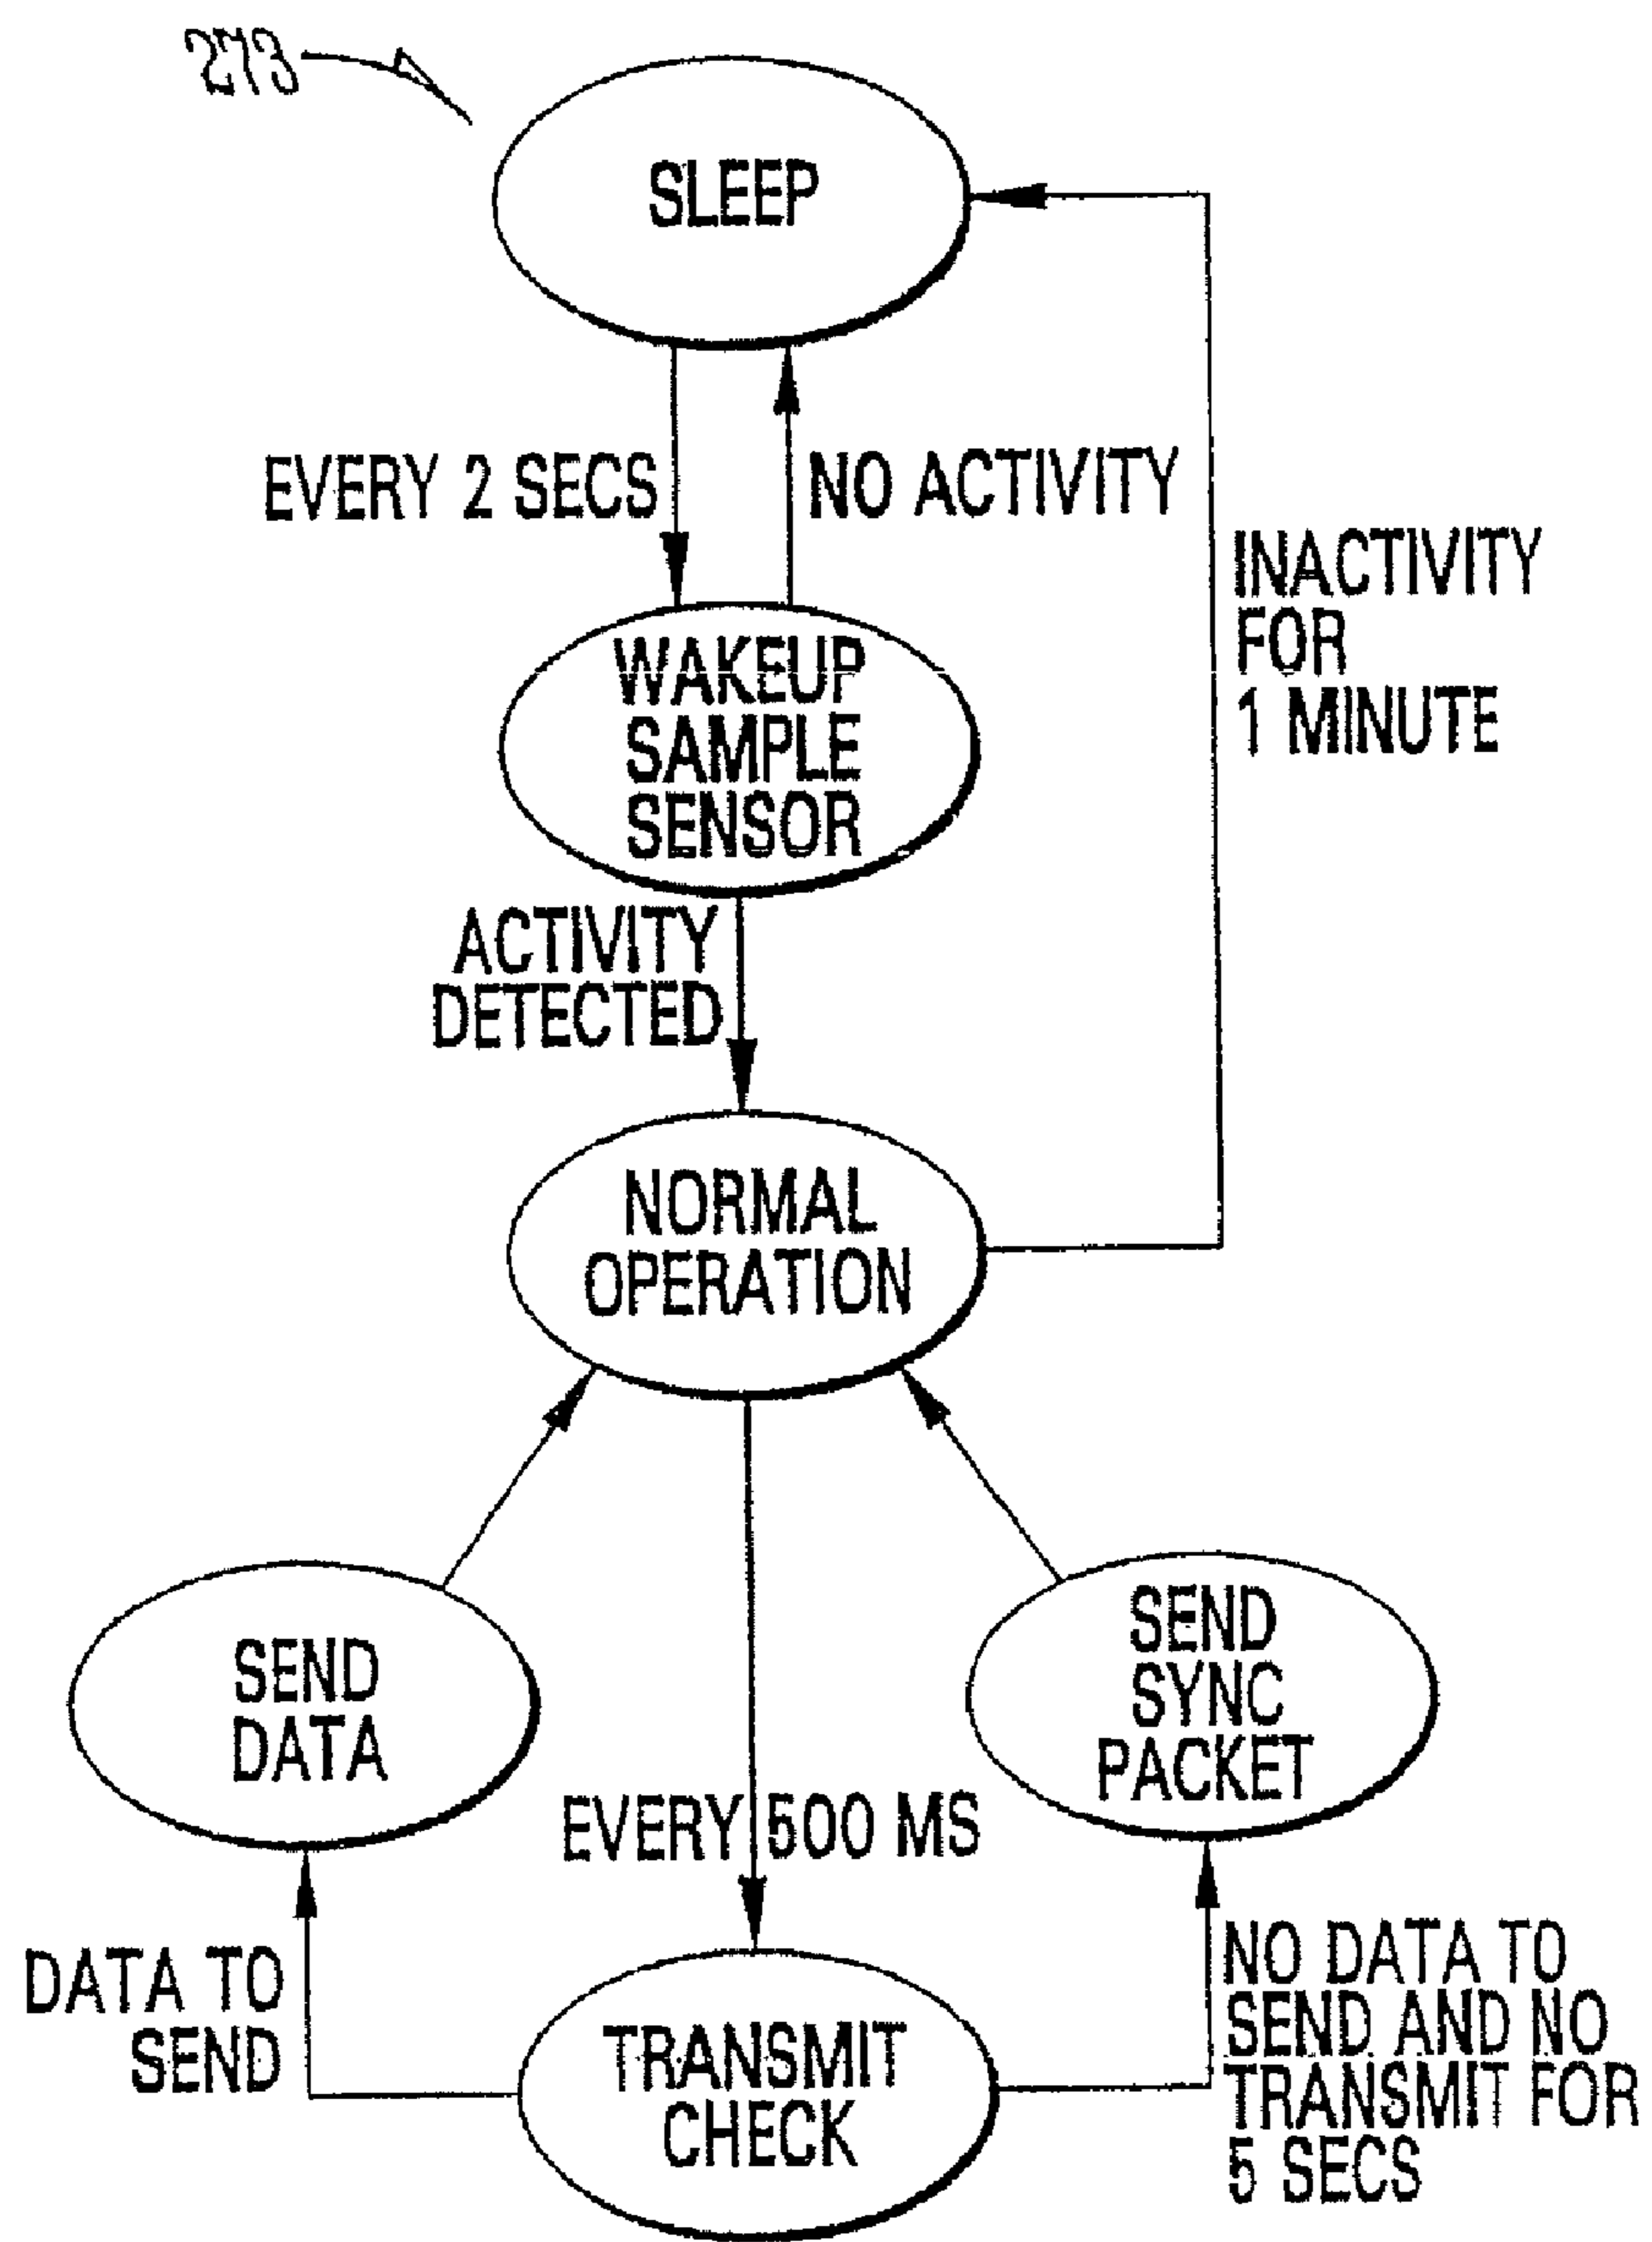 273
SLEEP
EVERY 2 SECS
NO ACTIVITY
INACTIVITY
FOR
1 MINUTE
WAKEUP
SAMPLE
SENSOR
ACTIVITY
DETECTED
NORMAL
OPERATION
SEND
DATA
SEND
SYNC
PACKET
EVERY 500 MS
DATA TO
SEND
TRANSMIT
CHECK
NO DATA TO
SEND AND NO
TRANSMIT FOR
5 SECS